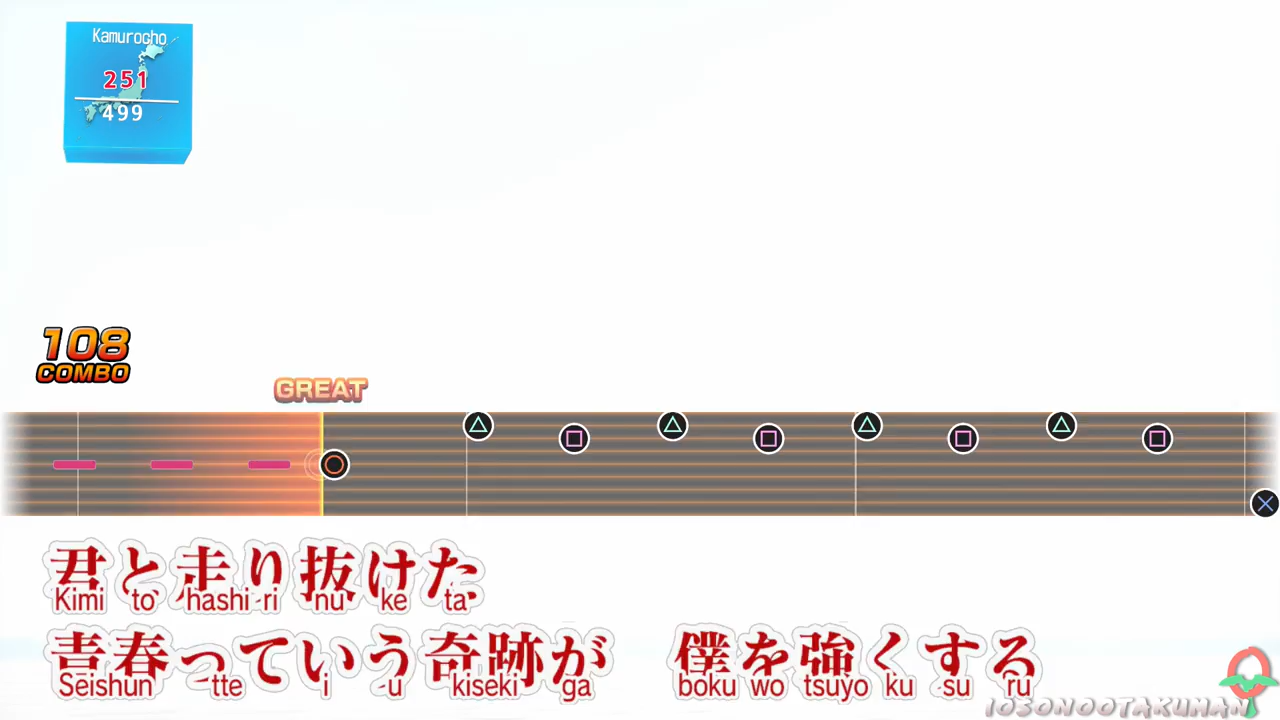 Kamurocho
251
499
108
COMBO
GREAT
君と走り抜けた
Kimi to hashi ri nu ke ta
青春っていう奇跡が 僕を強くする
Seishun tte i u kiseki ga boku wo tsuyo ku su ru
IOSONOOTAKUMAN